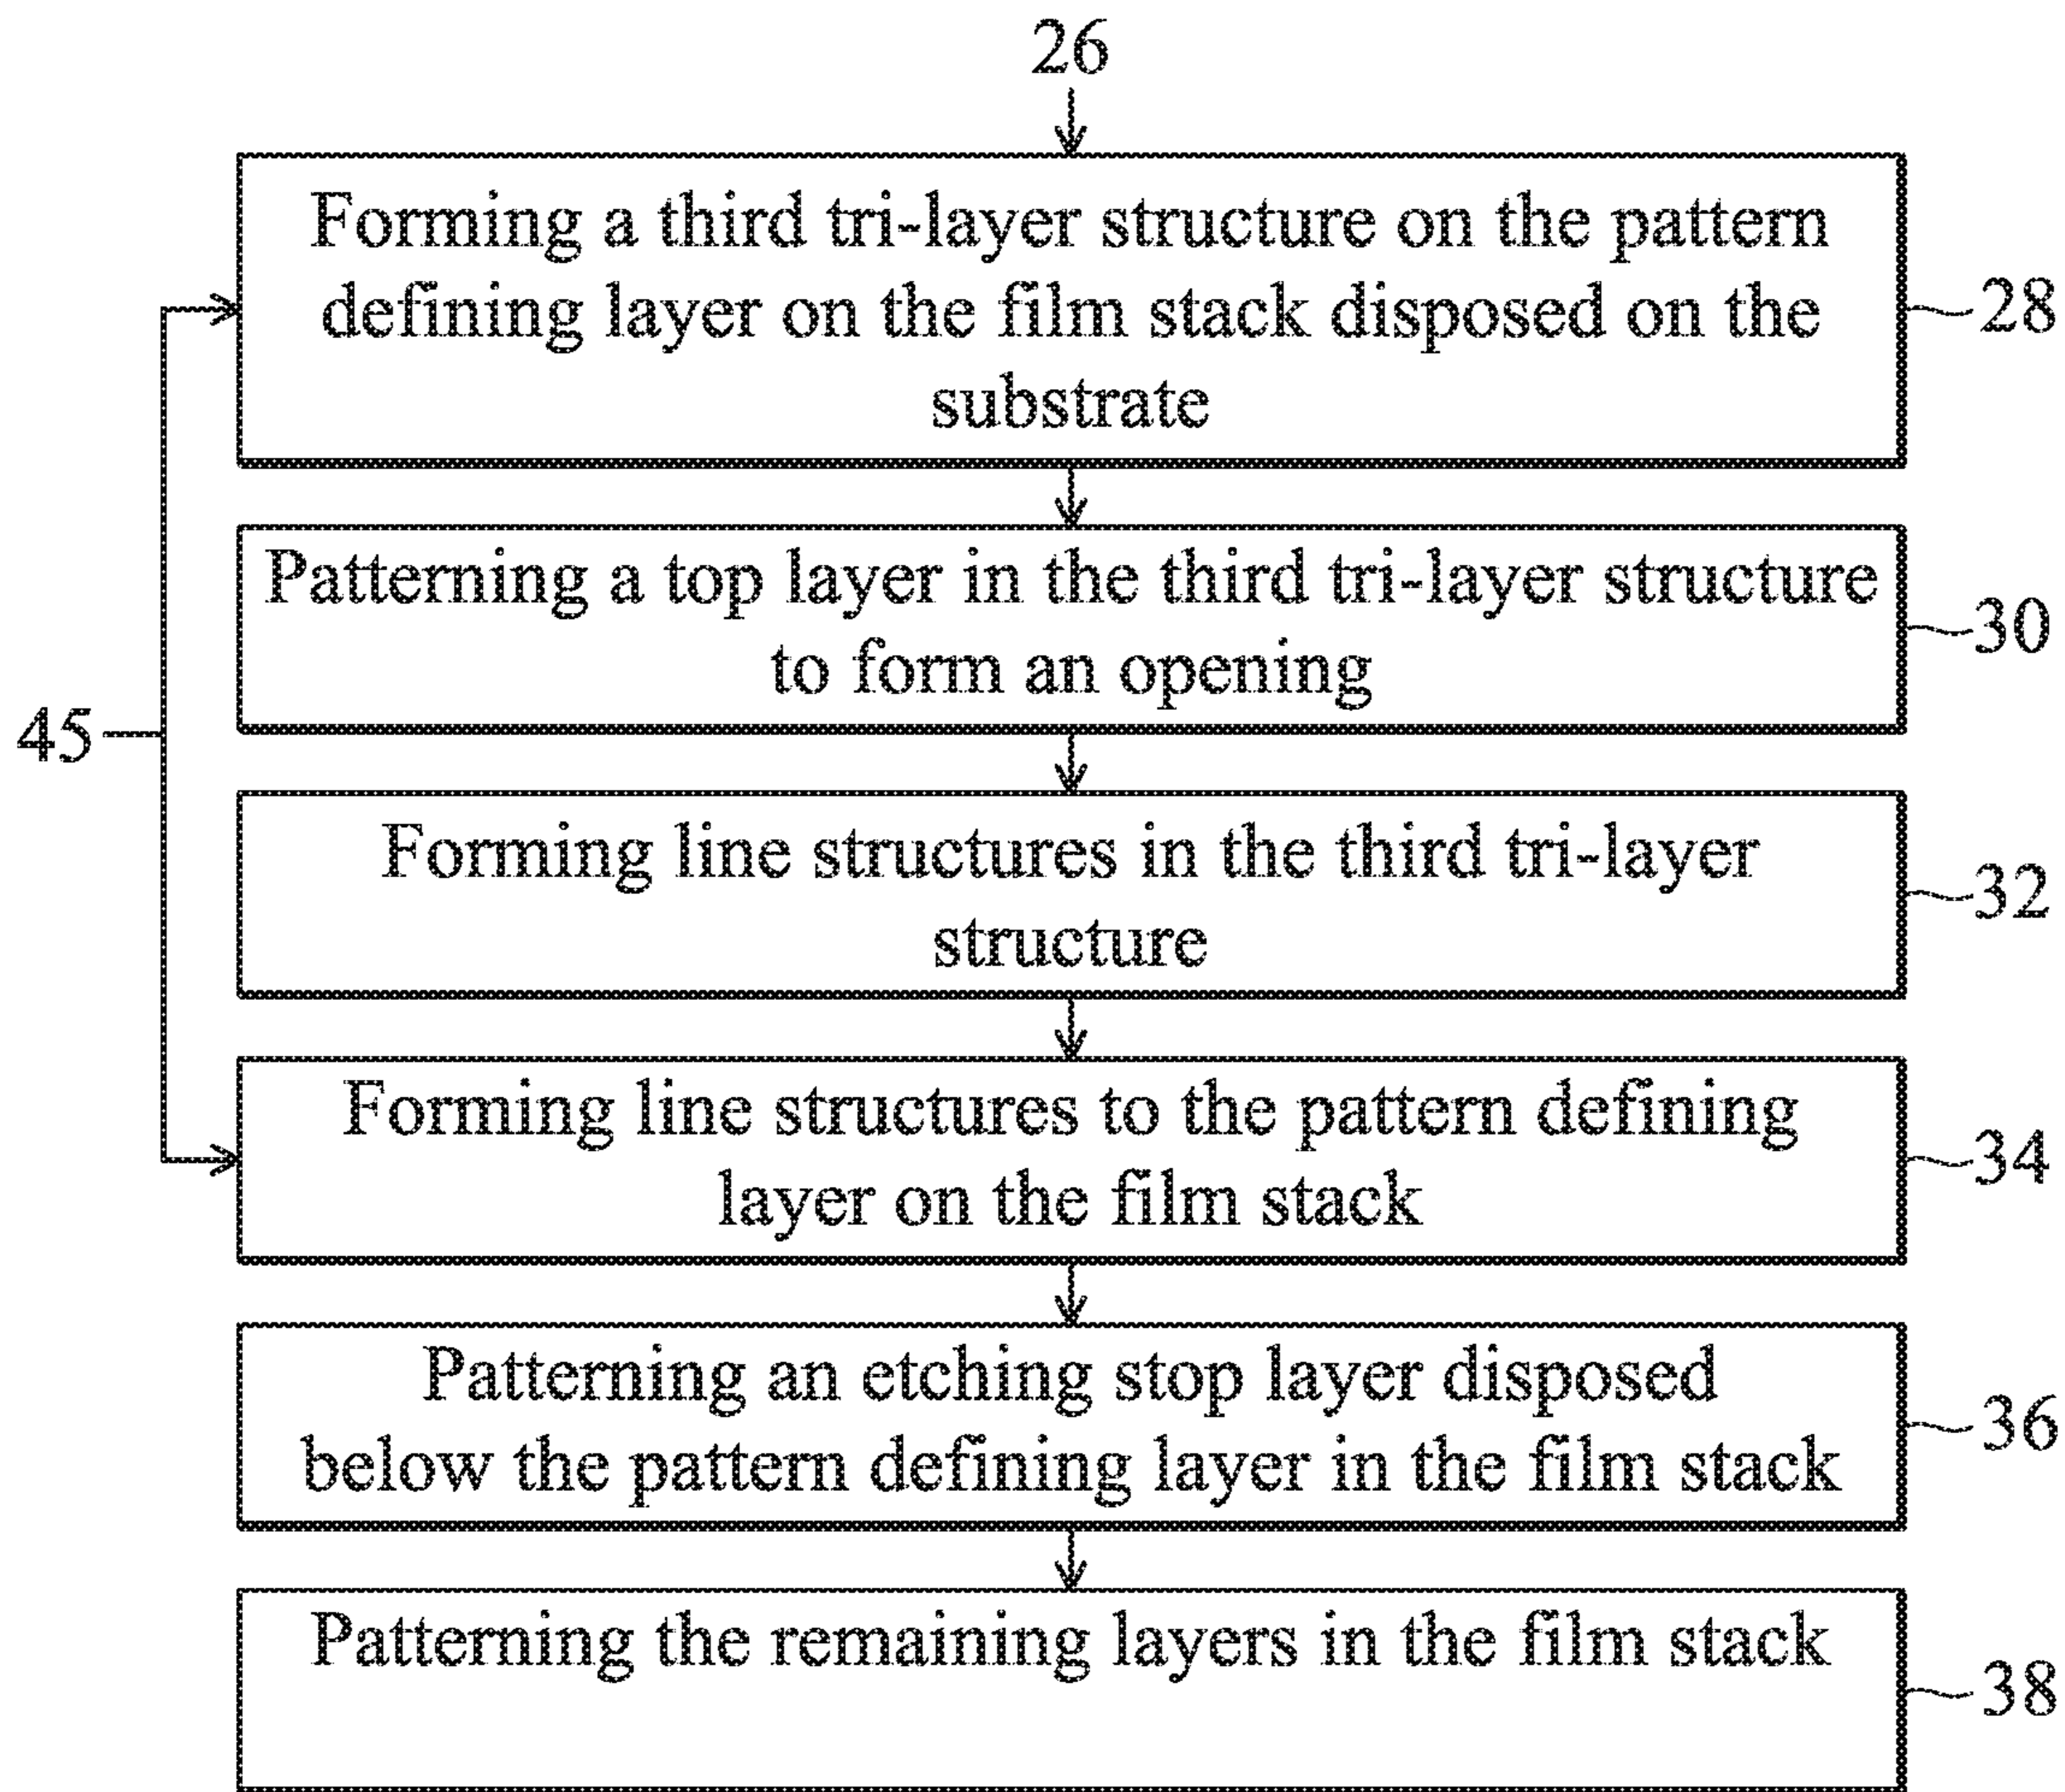 26
Forming a third tri-layer structure on the pattern
defining layer on the film stack disposed on the
substrate
28
Patterning a top layer in the third tri-layer structure
to form an opening
30
45
Forming line structures in the third tri-layer
structure
32
Forming line structures to the pattern defining
layer on the film stack
34
Patterning an etching stop layer disposed
below the pattern defining layer in the film stack
36
Patterning the remaining layers in the film stack
38